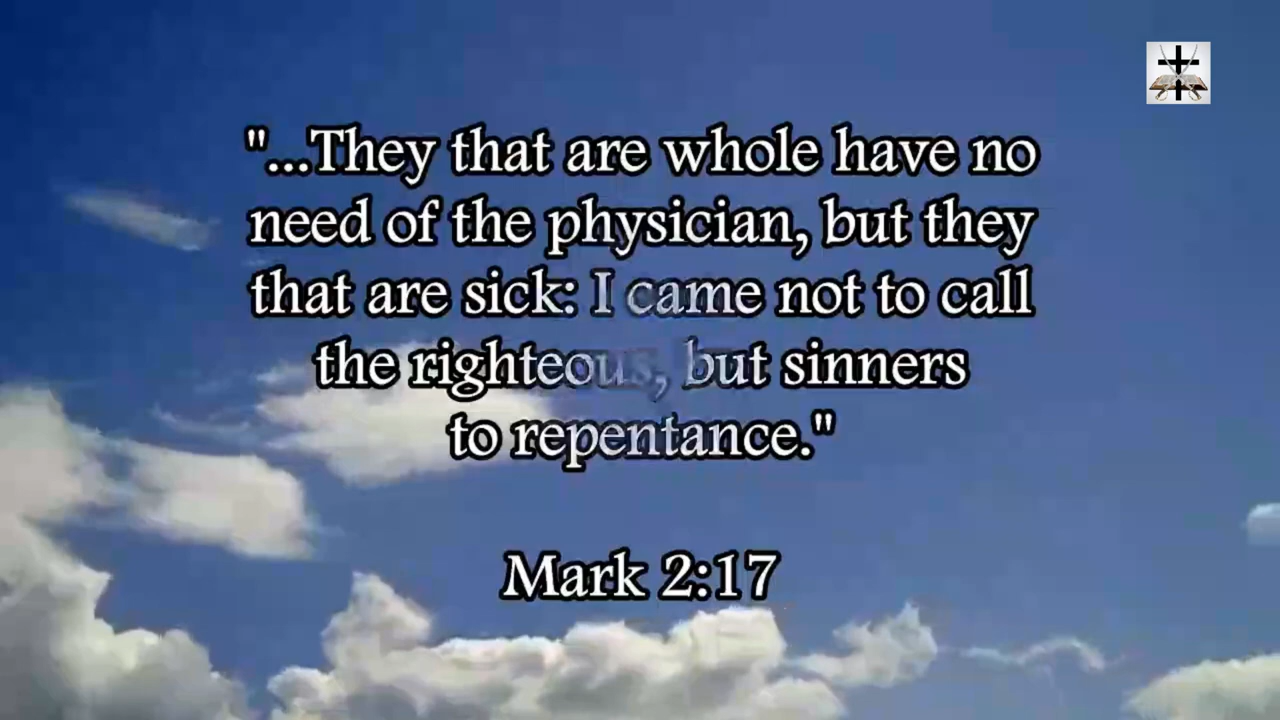 "...They that are whole have no
need of the physician, but they
that are sick: I came not to call
the righteous, but sinners
to repentance."
Mark 2:17